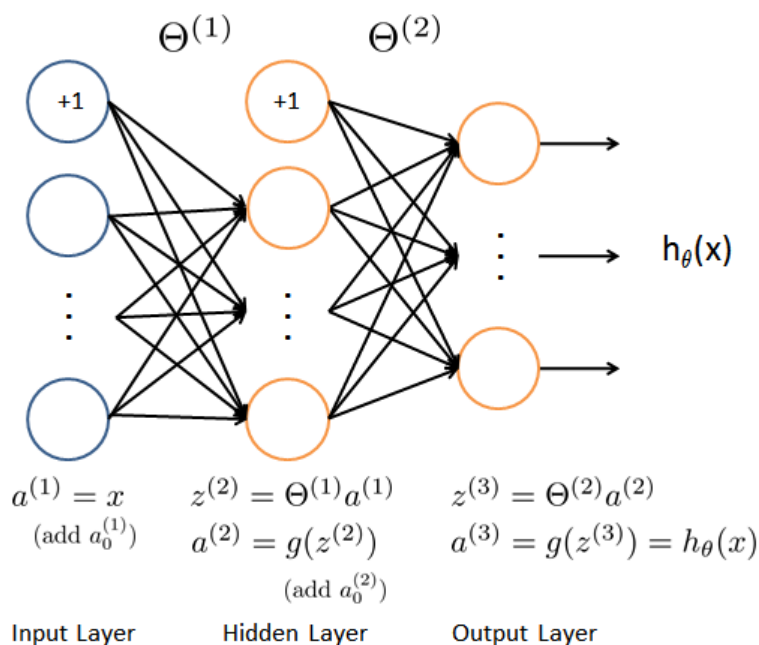 Θ^{(1)} Θ^{(2)}
+1 +1
h_θ(x)
a^{(1)} = x z^{(2)} = Θ^{(1)}a^{(1)} z^{(3)} = Θ^{(2)}a^{(2)}
(add a_0^{(1)}) a^{(2)} = g(z^{(2)}) a^{(3)} = g(z^{(3)}) = h_θ(x)
(add a_0^{(2)})
Input Layer Hidden Layer Output Layer